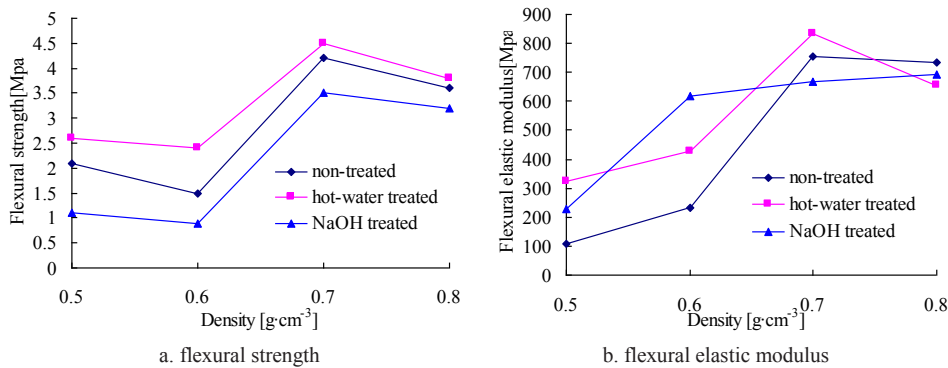 Flexural strength[Mpa
5
4.5
4
3.5
3
2.5
2
1.5
1
0.5
0
non-treated
hot-water treated
NaOH treated
0.5 0.6 0.7 0.8
Density [g·cm⁻³]
a. flexural strength
Flexural elastic modulus[Mpa
900
800
700
600
500
400
300
200
100
0
non-treated
hot-water treated
NaOH treated
0.5 0.6 0.7 0.8
Density [g·cm⁻³]
b. flexural elastic modulus